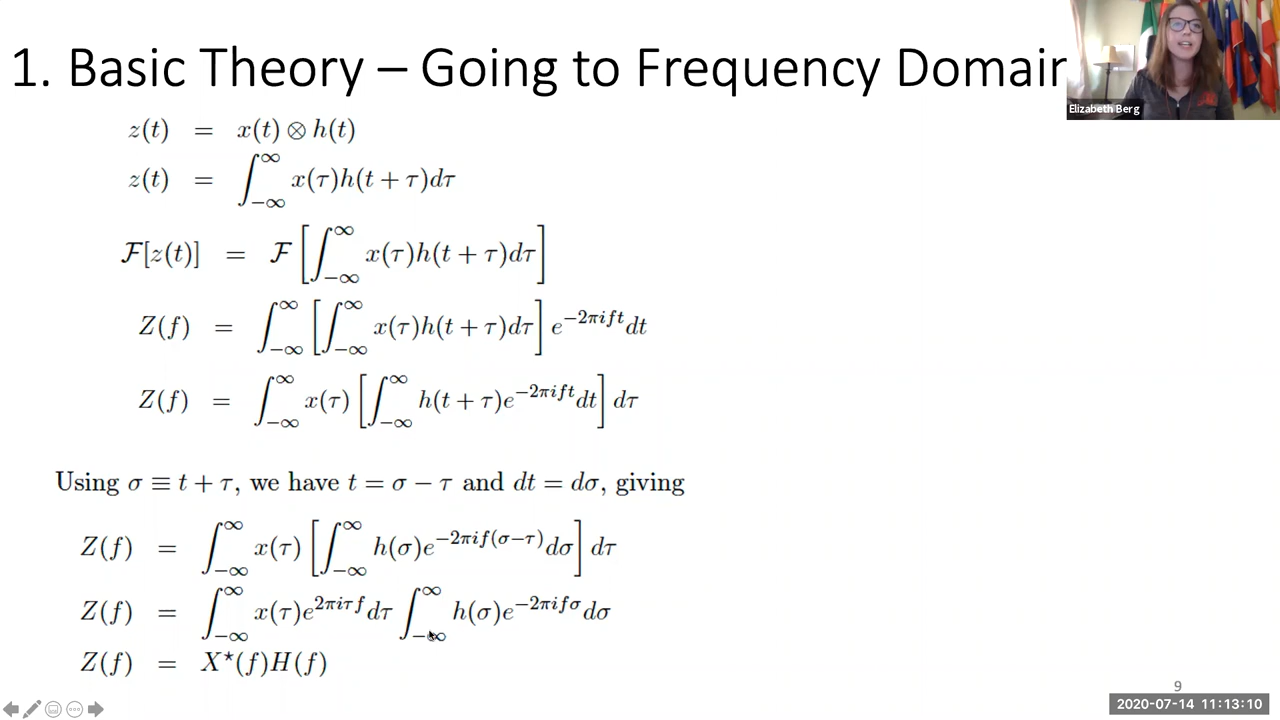 1. Basic Theory – Going to Frequency Domain
Elizabeth Berg
z(t) = x(t) ⊗ h(t)
z(t) = ∫_{−∞}^{∞} x(τ)h(t + τ)dτ
ℱ[z(t)] = ℱ[∫_{−∞}^{∞} x(τ)h(t + τ)dτ]
Z(f) = ∫_{−∞}^{∞} [∫_{−∞}^{∞} x(τ)h(t + τ)dτ] e^{−2πift}dt
Z(f) = ∫_{−∞}^{∞} x(τ) [∫_{−∞}^{∞} h(t + τ)e^{−2πift}dt] dτ
Using σ ≡ t + τ, we have t = σ − τ and dt = dσ, giving
Z(f) = ∫_{−∞}^{∞} x(τ) [∫_{−∞}^{∞} h(σ)e^{−2πif(σ−τ)}dσ] dτ
Z(f) = ∫_{−∞}^{∞} x(τ)e^{2πiτf}dτ ∫_{−∞}^{∞} h(σ)e^{−2πifσ}dσ
Z(f) = X*(f)H(f)
9
2020-07-14 11:13:10